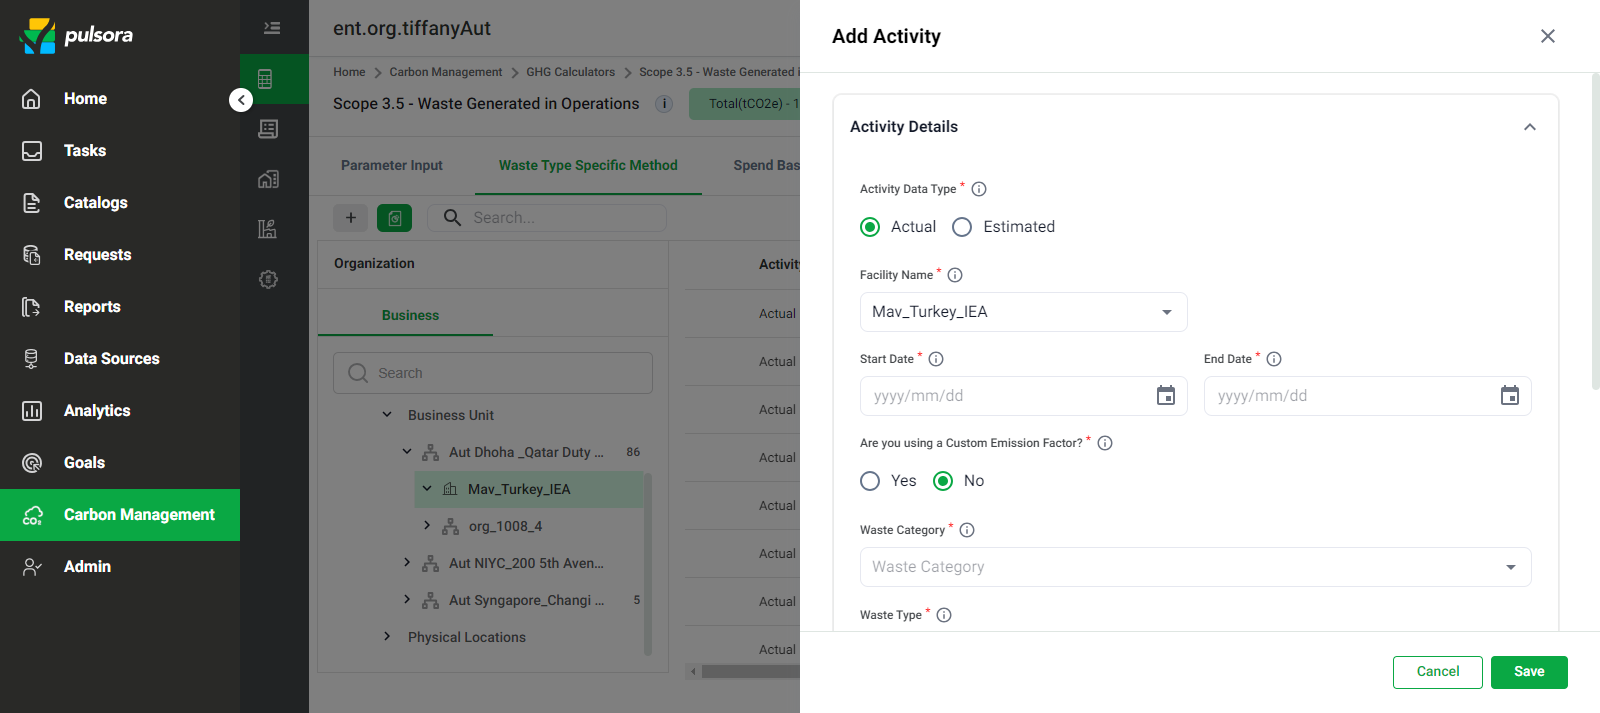 pulsora
Home
Tasks
Catalogs
Requests
Reports
Data Sources
Analytics
Goals
Carbon Management
Admin
ent.org.tiffanyAut
Home > Carbon Management > GHG Calculators > Scope 3.5 - Waste Generated
Scope 3.5 - Waste Generated in Operations i Total(tCO2e) - 1
Parameter Input Waste Type Specific Method Spend Bas
+ Search...
Organization
Business
Search
Business Unit
Aut Dhoha _Qatar Duty ... 86
Mav_Turkey_IEA
org_1008_4
Aut NIYC_200 5th Aven...
Aut Syngapore_Changi ... 5
Physical Locations
Activity
Actual
Actual
Actual
Actual
Actual
Actual
Actual
Actual
Add Activity
Activity Details
Activity Data Type *
Actual Estimated
Facility Name *
Mav_Turkey_IEA
Start Date * End Date *
yyyy/mm/dd yyyy/mm/dd
Are you using a Custom Emission Factor? *
Yes No
Waste Category *
Waste Category
Waste Type *
Cancel Save